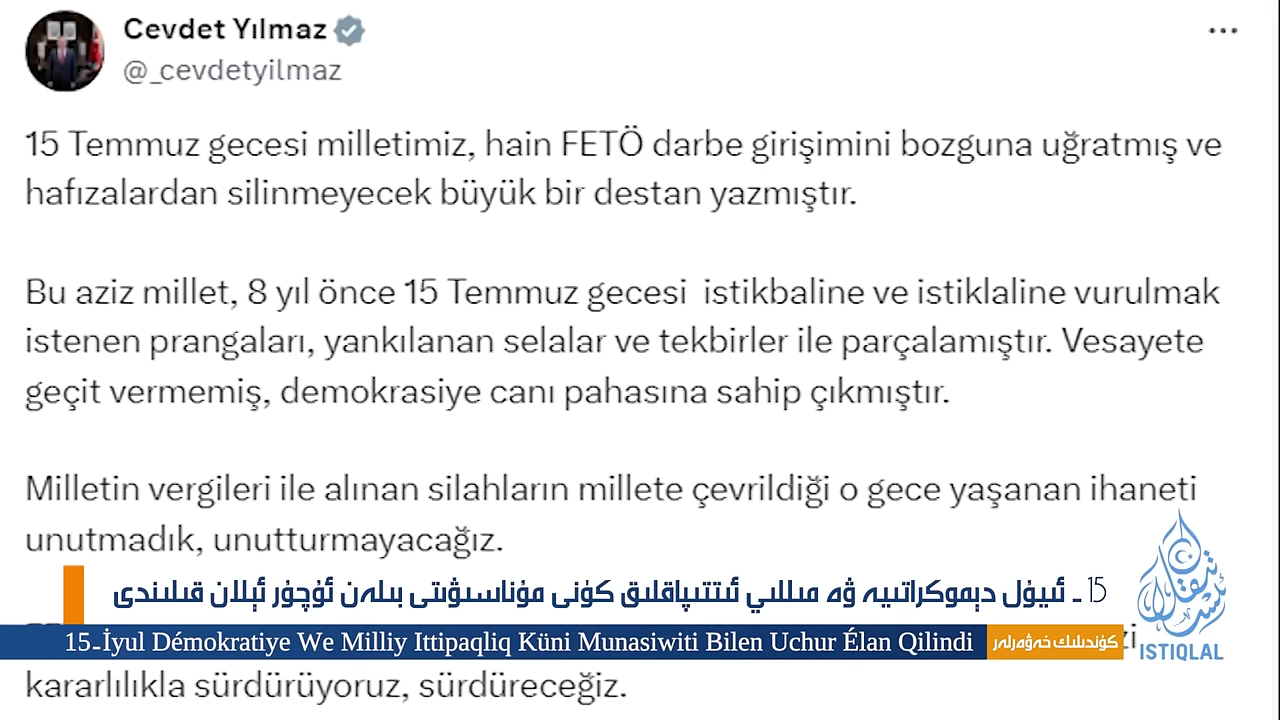 Cevdet Yılmaz
@_cevdetyilmaz
15 Temmuz gecesi milletimiz, hain FETÖ darbe girişimini bozguna uğratmış ve
hafızalardan silinmeyecek büyük bir destan yazmıştır.
Bu aziz millet, 8 yıl önce 15 Temmuz gecesi istikbaline ve istiklaline vurulmak
istenen prangaları, yankılanan selalar ve tekbirler ile parçalamıştır. Vesayete
geçit vermemiş, demokrasiye canı pahasına sahip çıkmıştır.
Milletin vergileri ile alınan silahların millete çevrildiği o gece yaşanan ihaneti
unutmadık, unutturmayacağız.
15 ـ ئىيۇل دېموكراتىيە ۋە مىللىي ئىتتىپاقلىق كۈنى مۇناسىۋىتى بىلەن ئۇچۇر ئېلان قىلىندى
15-İyul Démokratiye We Milliy Ittipaqliq Küni Munasiwiti Bilen Uchur Élan Qilindi
كۈندىلىك خەۋەرلەر
ISTIQLAL
kararlılıkla sürdürüyoruz, sürdüreceğiz.